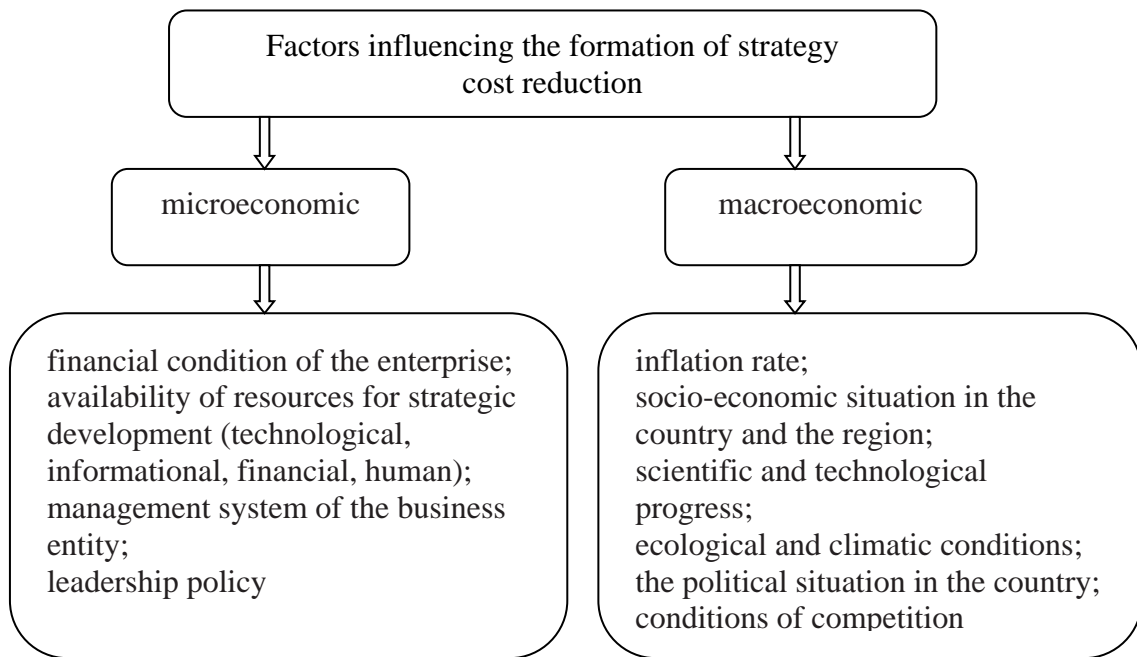 Factors influencing the formation of strategy
cost reduction
microeconomic
macroeconomic
financial condition of the enterprise;
availability of resources for strategic
development (technological,
informational, financial, human);
management system of the business
entity;
leadership policy
inflation rate;
socio-economic situation in the
country and the region;
scientific and technological
progress;
ecological and climatic conditions;
the political situation in the country;
conditions of competition